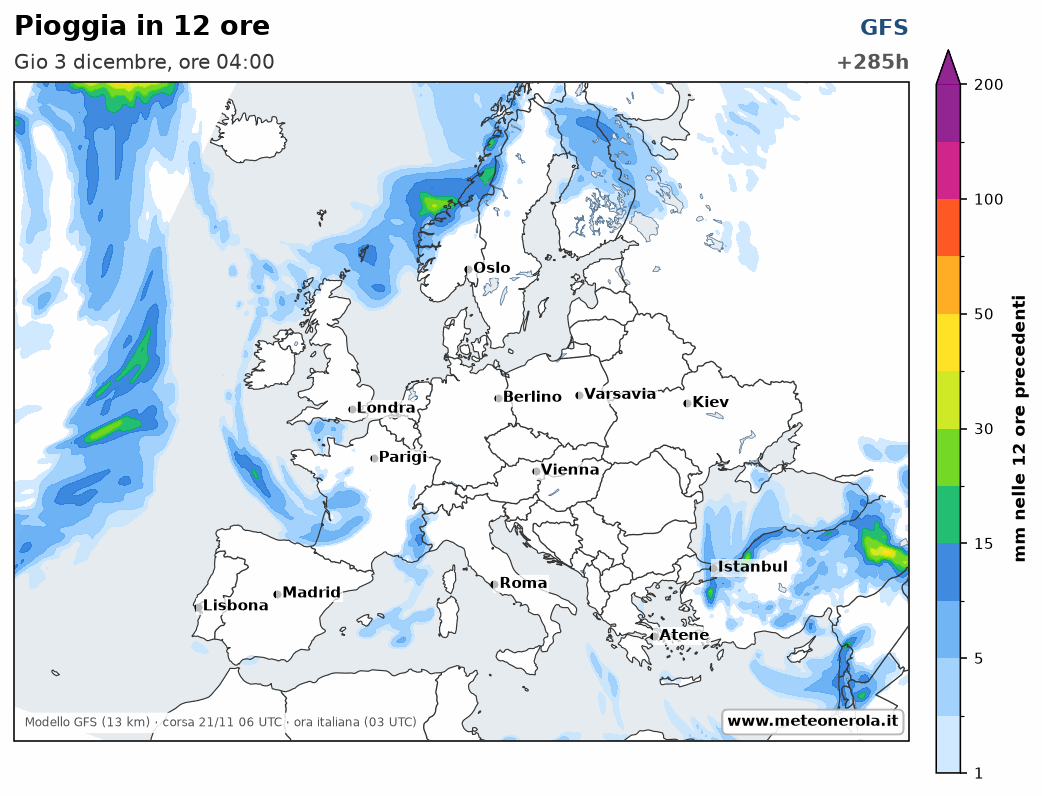 Pioggia in 12 ore
GFS
Gio 3 dicembre, ore 04:00
+285h
200
100
50
30
15
5
1
mm nelle 12 ore precedenti
Oslo
Berlino
Varsavia
Kiev
Londra
Parigi
Vienna
Istanbul
Roma
Madrid
Lisbona
Atene
Modello GFS (13 km) · corsa 21/11 06 UTC · ora italiana (03 UTC)
www.meteonerola.it